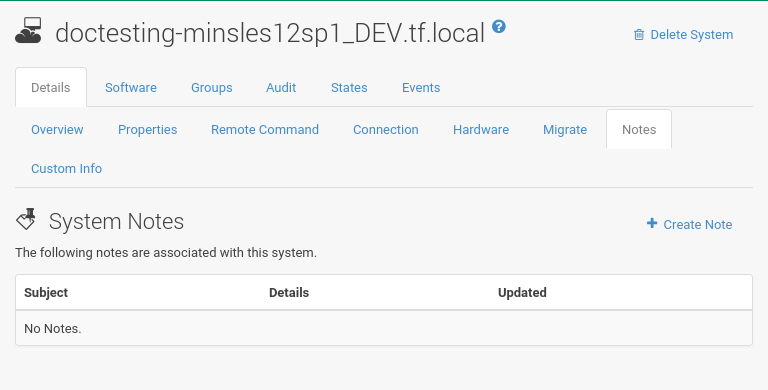 doctesting-minsles12sp1_DEV.tf.local ?
Delete System
Details Software Groups Audit States Events
Overview Properties Remote Command Connection Hardware Migrate Notes
Custom Info
System Notes
+ Create Note
The following notes are associated with this system.
Subject Details Updated
No Notes.